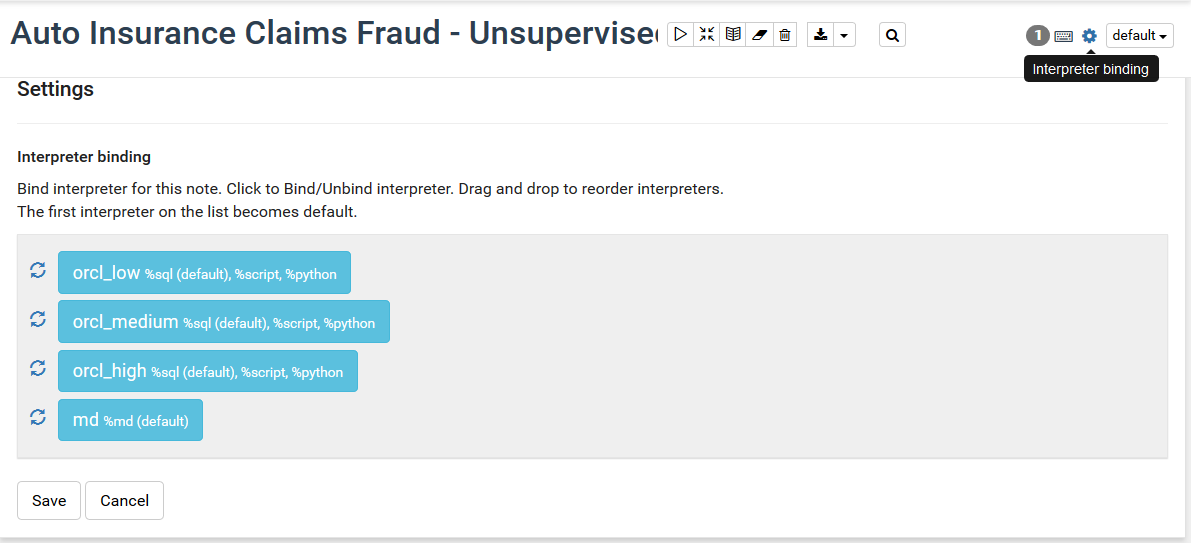 Auto Insurance Claims Fraud - Unsupervised
1
default
Interpreter binding
Settings
Interpreter binding
Bind interpreter for this note. Click to Bind/Unbind interpreter. Drag and drop to reorder interpreters.
The first interpreter on the list becomes default.
orcl_low %sql (default), %script, %python
orcl_medium %sql (default), %script, %python
orcl_high %sql (default), %script, %python
md %md (default)
Save
Cancel